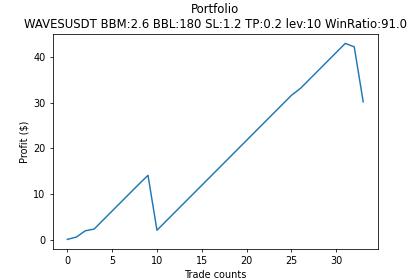 Portfolio
WAVESUSDT BBM:2.6 BBL:180 SL:1.2 TP:0.2 lev:10 WinRatio:91.0
Profit ($)
40
30
20
10
0
0 5 10 15 20 25 30
Trade counts